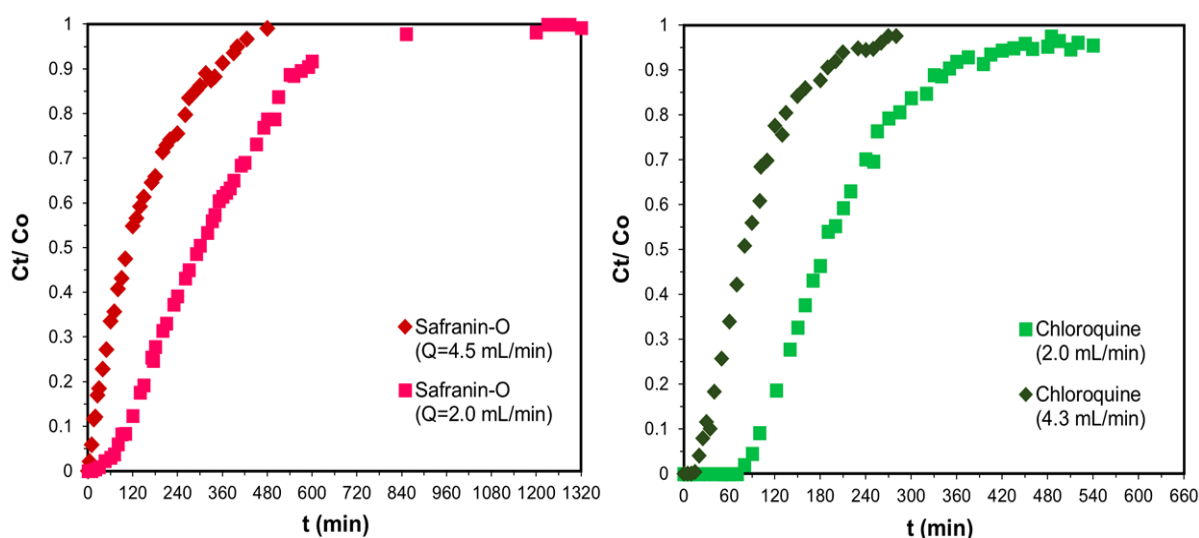 Ct/ Co
1
0.9
0.8
0.7
0.6
0.5
0.4
0.3
0.2
0.1
0
0 120 240 360 480 600 720 840 960 1080 1200 1320
t (min)
Safranin-O
(Q=4.5 mL/min)
Safranin-O
(Q=2.0 mL/min)
Ct/ Co
1
0.9
0.8
0.7
0.6
0.5
0.4
0.3
0.2
0.1
0
0 60 120 180 240 300 360 420 480 540 600 660
t (min)
Chloroquine
(2.0 mL/min)
Chloroquine
(4.3 mL/min)